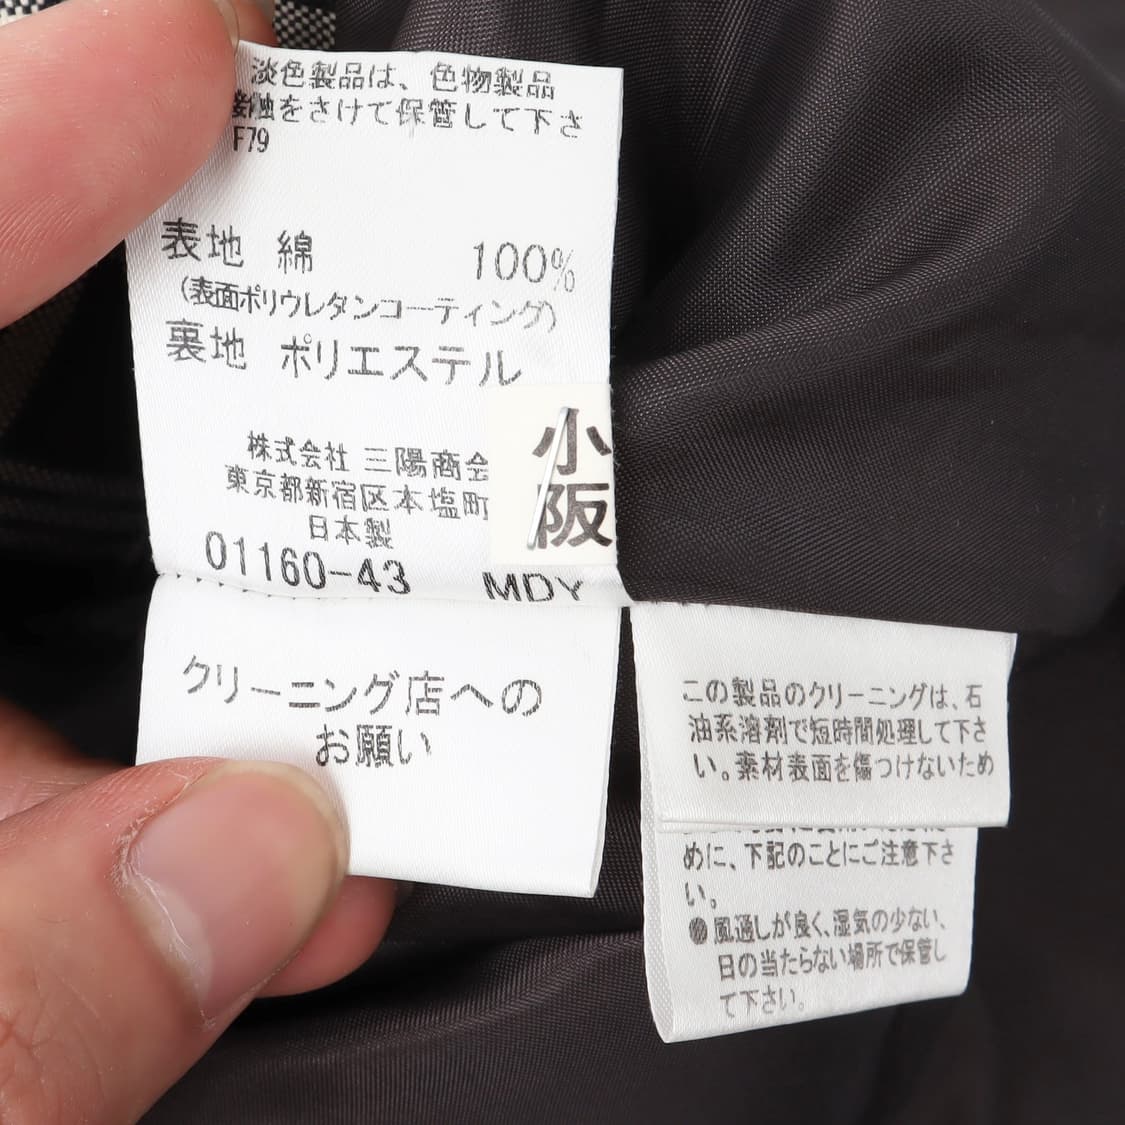 淡色製品は、色物製品
接触をさけて保管して下さ
F79
表地 綿 100%
(表面ポリウレタンコーティング)
裏地 ポリエステル
株式会社 三陽商会
東京都新宿区本塩町
日本製
01160-43 MDY
小
阪
クリーニング店への
お願い
この製品のクリーニングは、石
油系溶剤で短時間処理して下さ
い。素材表面を傷つけないため
めに、下記のことにご注意下さ
い。
●風通しが良く、湿気の少ない、
日の当たらない場所で保管し
て下さい。